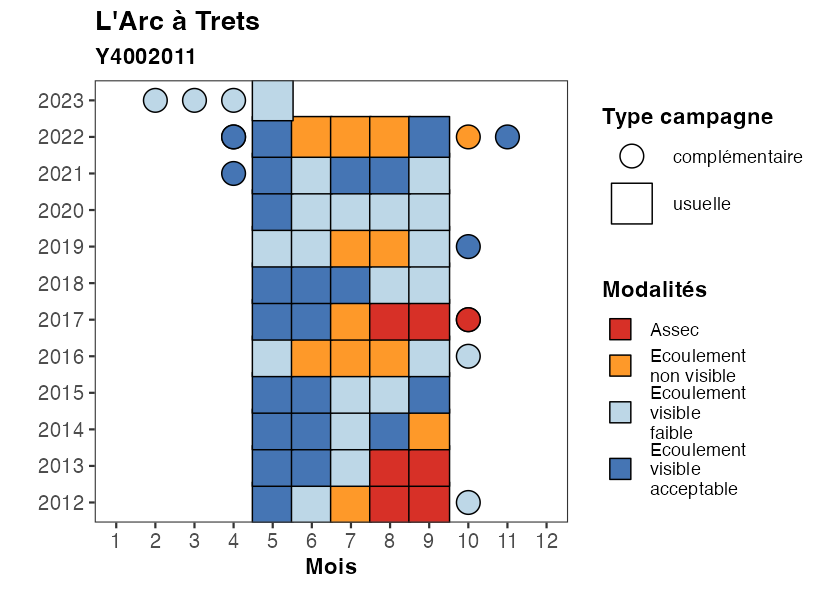 L'Arc à Trets
Y4002011
2023
2022
2021
2020
2019
2018
2017
2016
2015
2014
2013
2012
1 2 3 4 5 6 7 8 9 10 11 12
Mois
Type campagne
complémentaire
usuelle
Modalités
Assec
Ecoulement
non visible
Ecoulement
visible
faible
Ecoulement
visible
acceptable